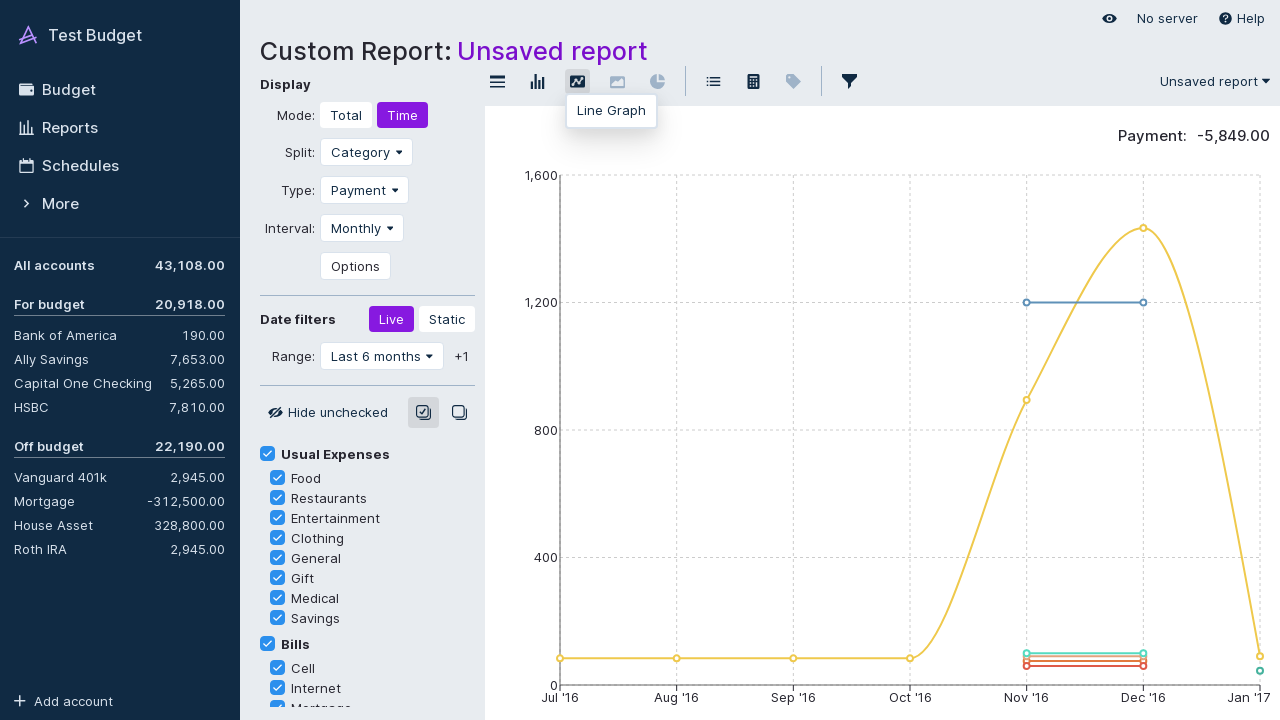 Test Budget
Budget
Reports
Schedules
More
All accounts 43,108.00
For budget 20,918.00
Bank of America 190.00
Ally Savings 7,653.00
Capital One Checking 5,265.00
HSBC 7,810.00
Off budget 22,190.00
Vanguard 401k 2,945.00
Mortgage -312,500.00
House Asset 328,800.00
Roth IRA 2,945.00
Add account
No server
Help
Custom Report: Unsaved report
Display
Mode: Total Time
Split: Category
Type: Payment
Interval: Monthly
Options
Date filters Live Static
Range: Last 6 months +1
Hide unchecked
Usual Expenses
Food
Restaurants
Entertainment
Clothing
General
Gift
Medical
Savings
Bills
Cell
Internet
Mortgage
Unsaved report
Line Graph
Payment: -5,849.00
1,600
1,200
800
400
0
Jul '16 Aug '16 Sep '16 Oct '16 Nov '16 Dec '16 Jan '17